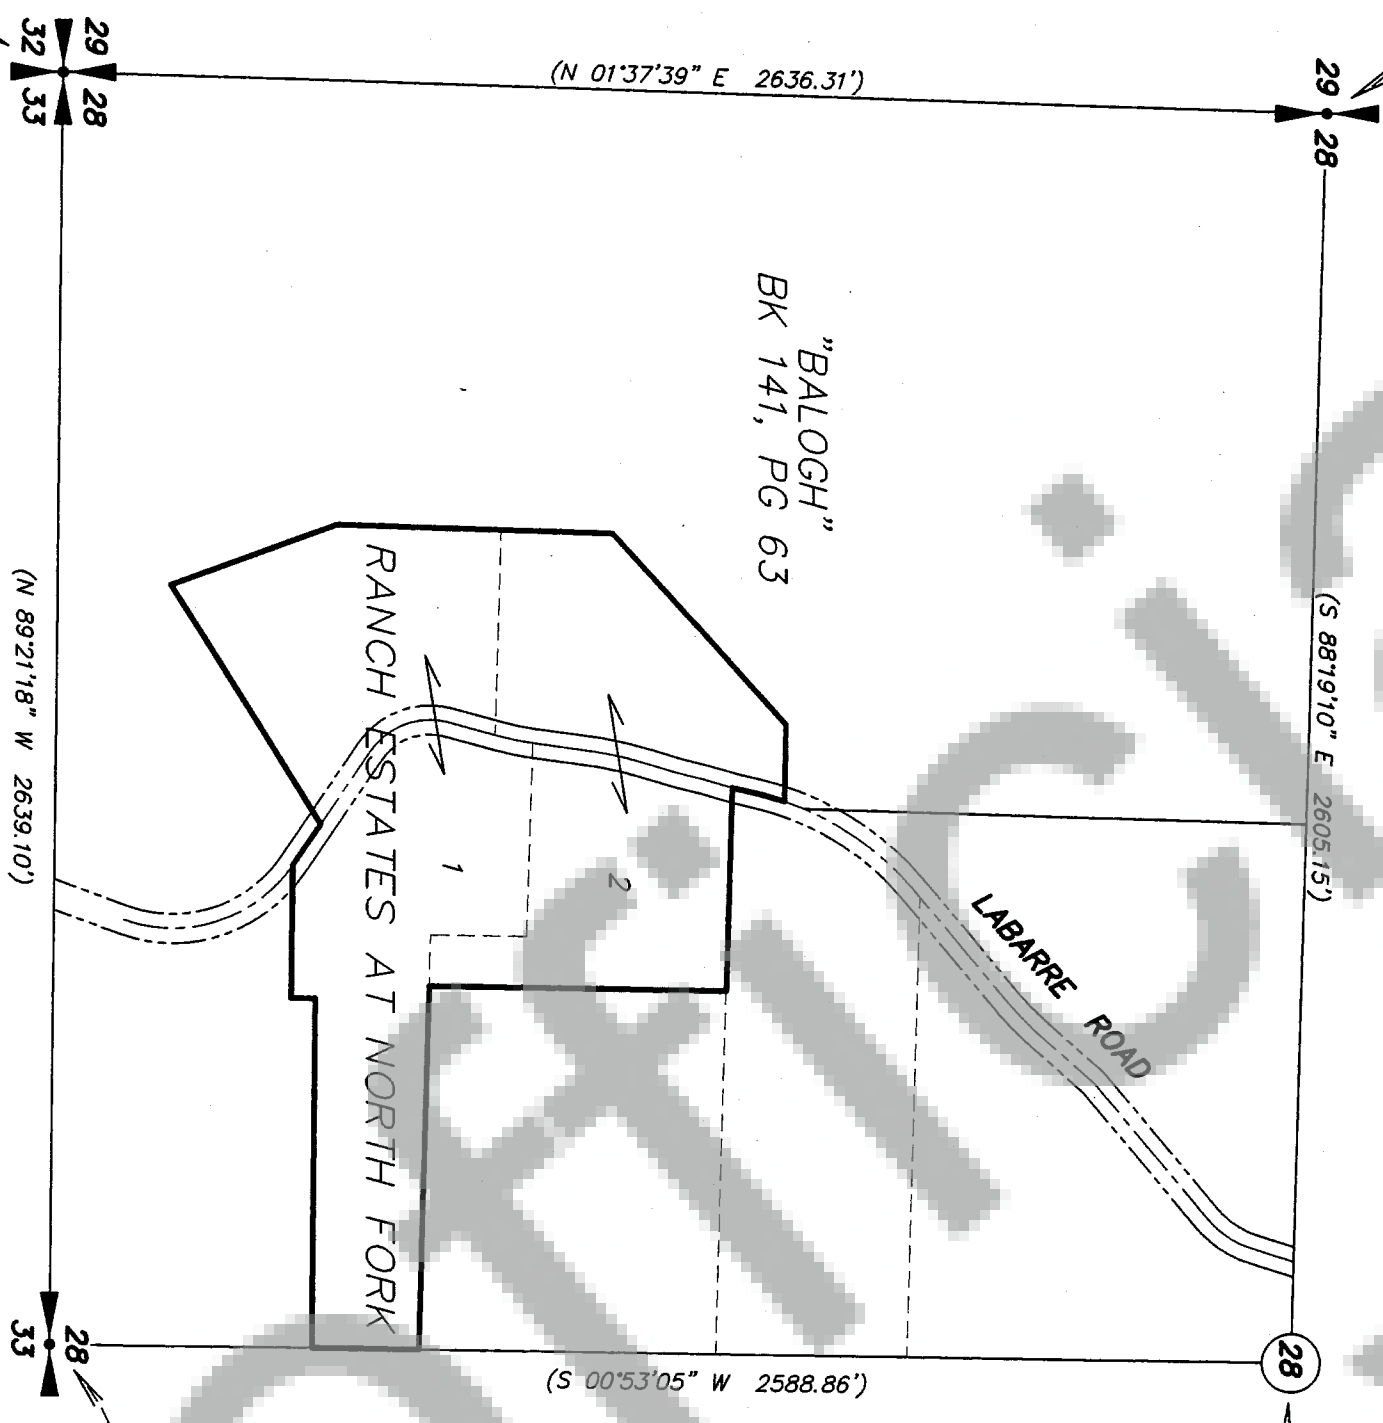 29
28
32
33
(N 01°37'39" E 2636.31')
29
28
"BALOGH"
BK 141, PG 63
(S 88°19'10" E 2605.15')
RANCH ESTATES AT NORTH FORK
1
2
LABARRE ROAD
(N 89°21'18" W 2639.10')
28
33
(S 00°53'05" W 2588.86')
28